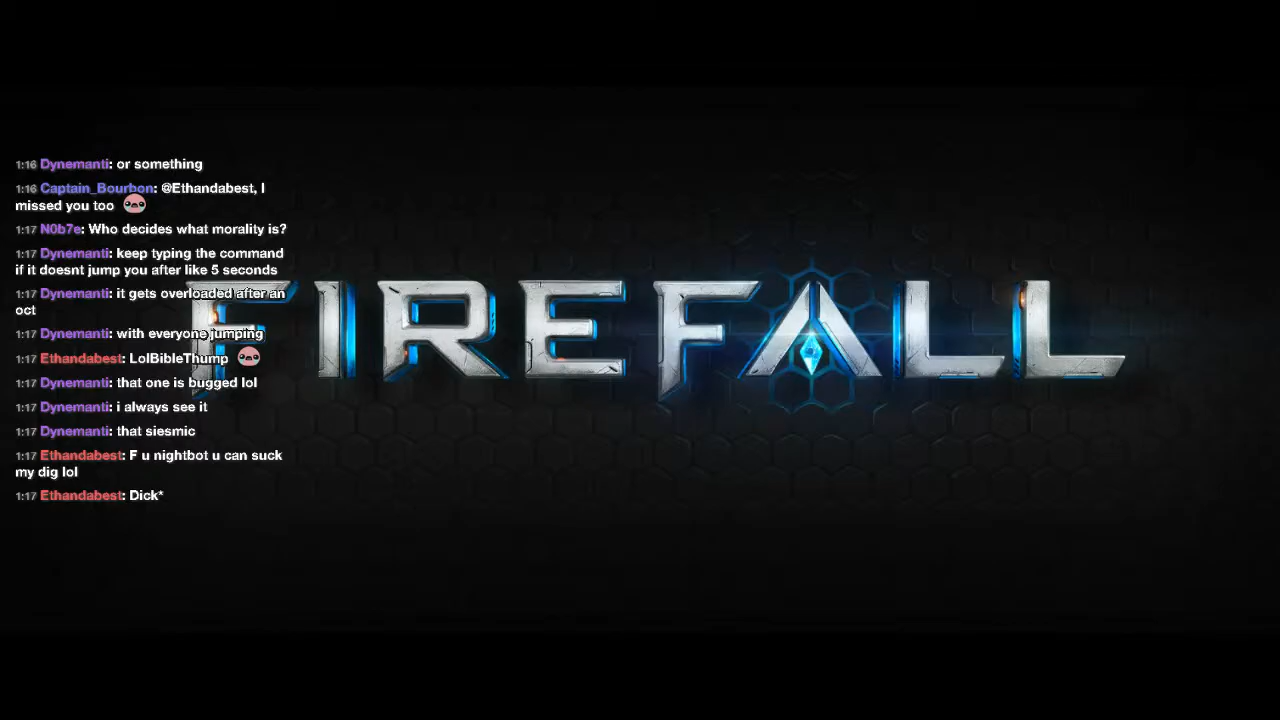 1:16 Dynemanti: or something
1:16 Captain_Bourbon: @Ethandabest, I
missed you too
1:17 N0b7e: Who decides what morality is?
1:17 Dynemanti: keep typing the command
if it doesnt jump you after like 5 seconds
1:17 Dynemanti: it gets overloaded after an
oct
1:17 Dynemanti: with everyone jumping
1:17 Ethandabest: LolBibleThump
1:17 Dynemanti: that one is bugged lol
1:17 Dynemanti: i always see it
1:17 Dynemanti: that siesmic
1:17 Ethandabest: F u nightbot u can suck
my dig lol
1:17 Ethandabest: Dick*
FIREFALL